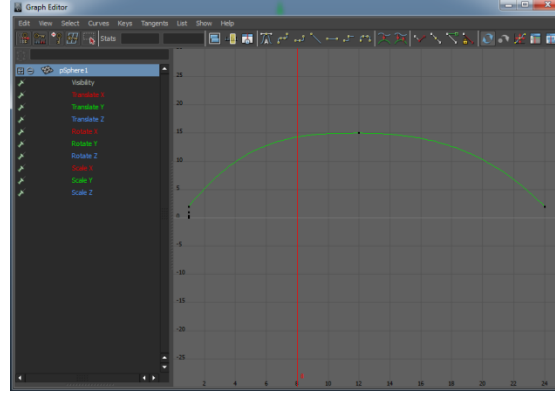 Graph Editor
Edit View Select Curves Keys Tangents List Show Help
Stats
pSphere1
Visibility
Translate X
Translate Y
Translate Z
Rotate X
Rotate Y
Rotate Z
Scale X
Scale Y
Scale Z
25
20
15
10
5
0
-5
-10
-15
-20
-25
2 4 6 8 10 12 14 16 18 20 22 24